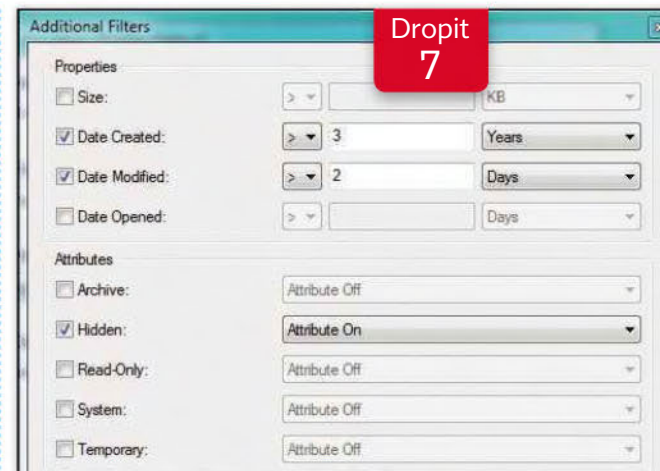 Additional Filters
Dropit
7
Properties
Size: > KB
Date Created: > 3 Years
Date Modified: > 2 Days
Date Opened: > Days
Attributes
Archive: Attribute Off
Hidden: Attribute On
Read-Only: Attribute Off
System: Attribute Off
Temporary: Attribute Off